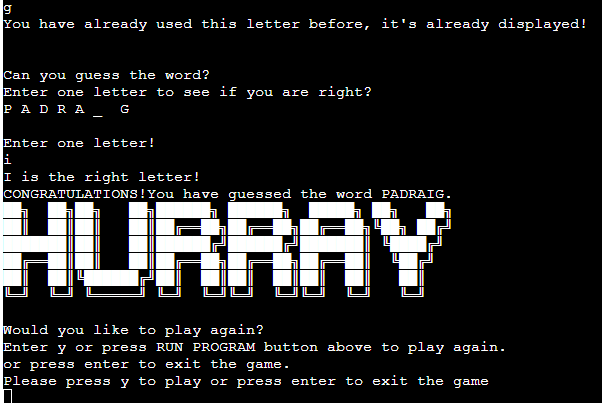 g
You have already used this letter before, it's already displayed!
Can you guess the word?
Enter one letter to see if you are right?
P A D R A _ G
Enter one letter!
i
I is the right letter!
CONGRATULATIONS!You have guessed the word PADRAIG.
HURRAY
Would you like to play again?
Enter y or press RUN PROGRAM button above to play again.
or press enter to exit the game.
Please press y to play or press enter to exit the game